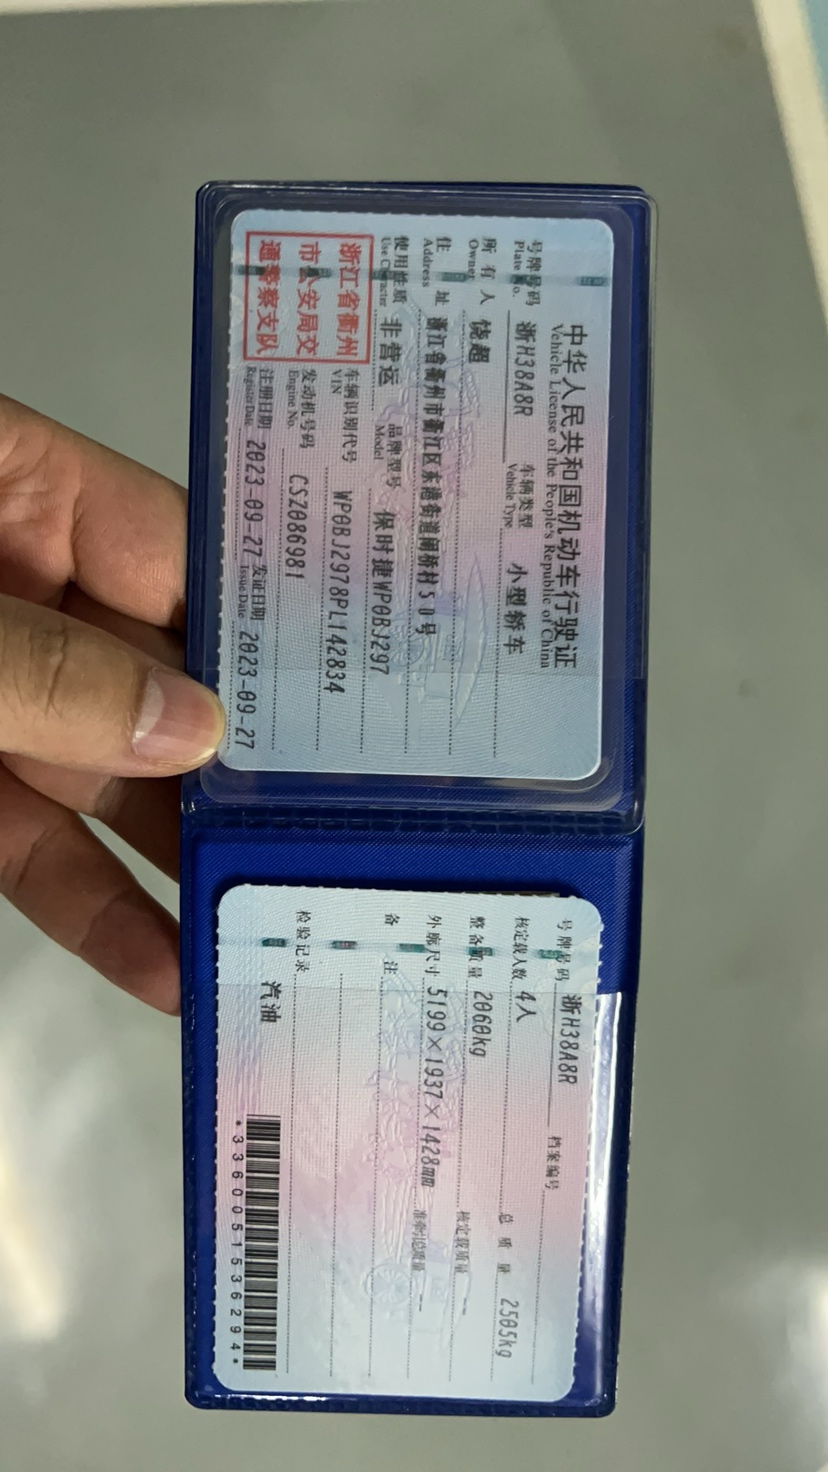 中华人民共和国机动车行驶证
Vehicle License of the People's Republic of China
号牌号码 浙H38A8R 车辆类型 小型轿车
Plate No. Vehicle Type
所有人 饶超
Owner
住址 浙江省衢州市衢江区东港街道闹桥村50号
Address
使用性质 非营运 品牌型号 保时捷WP0BJ297
Use Character Model
浙江省衢州
市公安局交
通警察支队
车辆识别代号 WP0BJ2978PL142834
VIN
发动机号码 CSZ086981
Engine No.
注册日期 2023-09-27 发证日期 2023-09-27
Register Date Issue Date
号牌号码 浙H38A8R 档案编号
核定载人数 4人 总质量 2505kg
整备质量 2060kg 核定载质量 --
外廓尺寸 5199×1937×1428mm 准牵引总质量 --
备注
检验记录 汽油
*3360051536294*